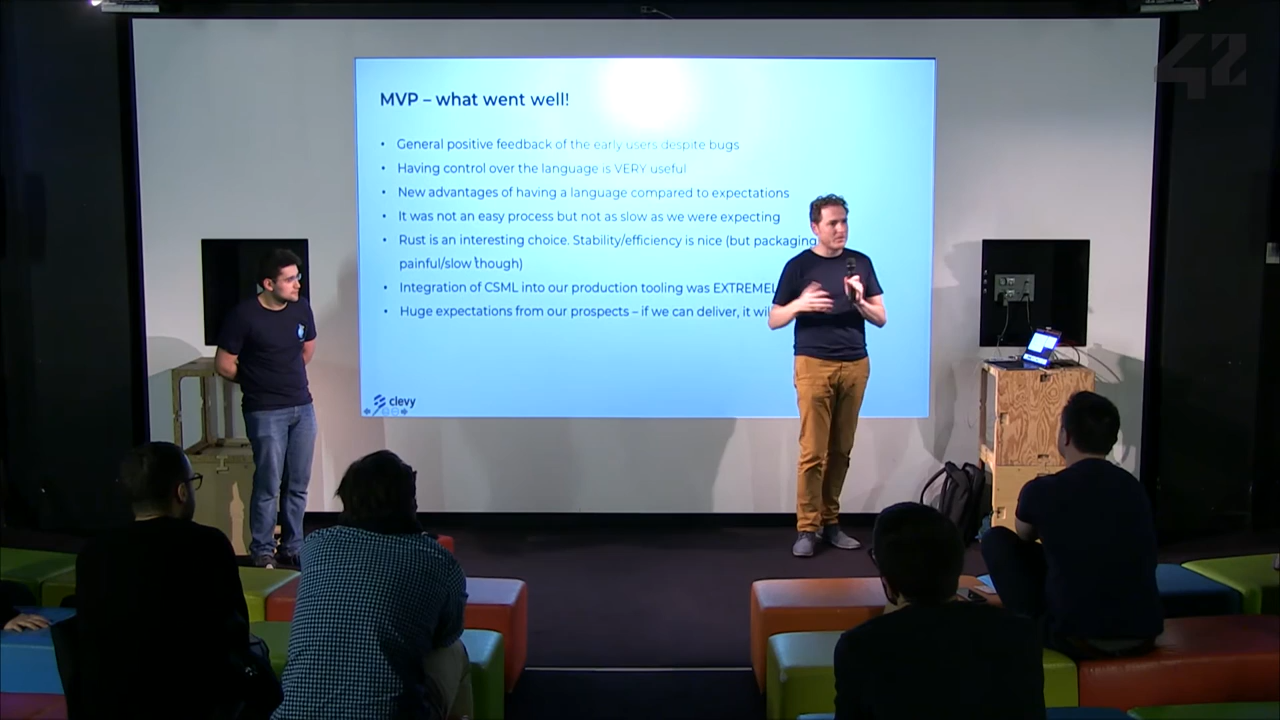 42
MVP – what went well!
• General positive feedback of the early users despite bugs
• Having control over the language is VERY useful
• New advantages of having a language compared to expectations
• It was not an easy process but not as slow as we were expecting
• Rust is an interesting choice. Stability/efficiency is nice (but packaging
painful/slow though)
• Integration of CSML into our production tooling was
• Huge expectations from our prospects – if we can deliver, it
clevy